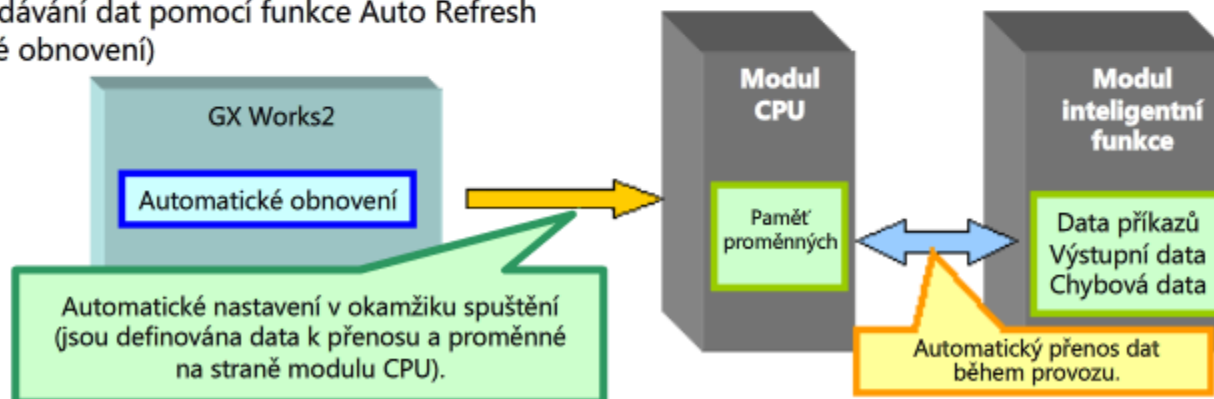 dávání dat pomocí funkce Auto Refresh
é obnovení)
GX Works2
Automatické obnovení
Automatické nastavení v okamžiku spuštění
(jsou definována data k přenosu a proměnné
na straně modulu CPU).
Modul
CPU
Paměť
proměnných
Modul
inteligentní
funkce
Data příkazů
Výstupní data
Chybová data
Automatický přenos dat
během provozu.